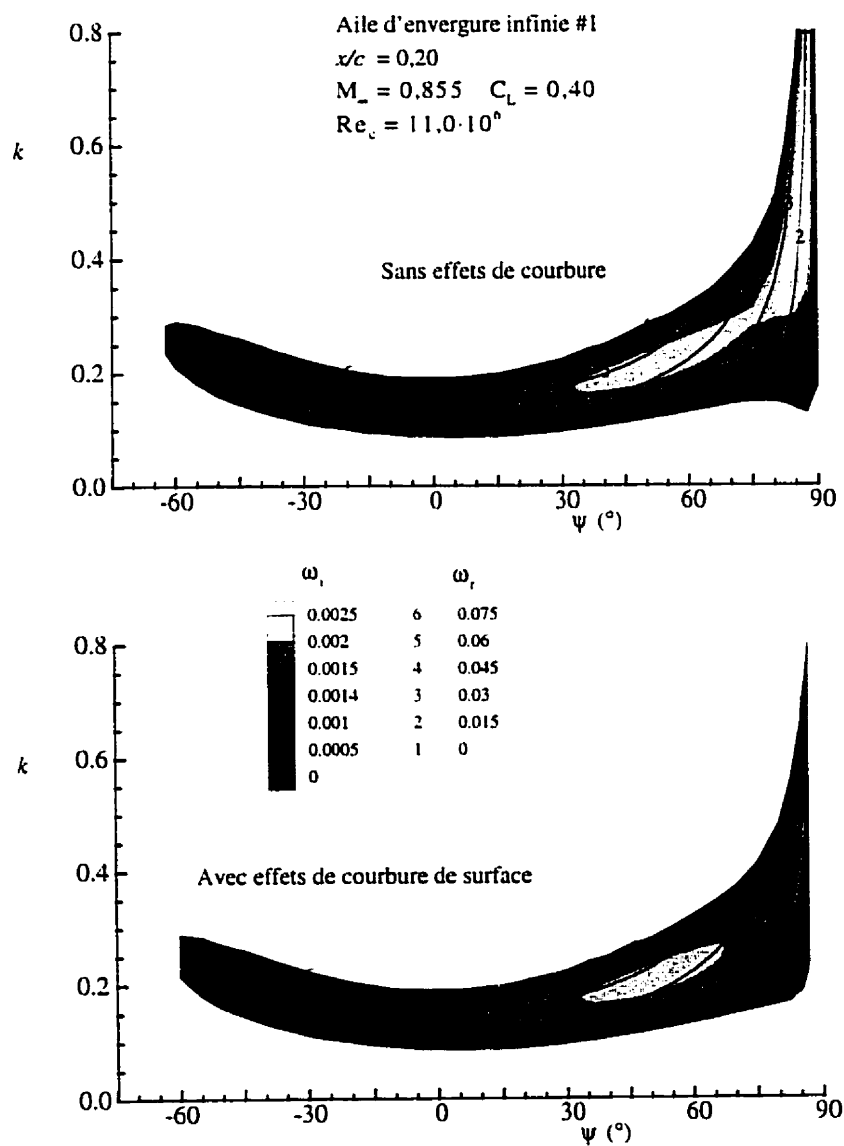 Aile d'envergure infinie #1
x/c = 0,20
M∞ = 0,855 C_L = 0,40
Re_c = 11,0·10⁶
0.8
0.6
k
0.4
0.2
0.0
Sans effets de courbure
3
2
-60 -30 0 30 60 90
ψ (°)
ω_i ω_r
0.0025 6 0.075
0.002 5 0.06
0.0015 4 0.045
0.0014 3 0.03
0.001 2 0.015
0.0005 1 0
0
0.8
0.6
k
0.4
0.2
0.0
Avec effets de courbure de surface
-60 -30 0 30 60 90
ψ (°)